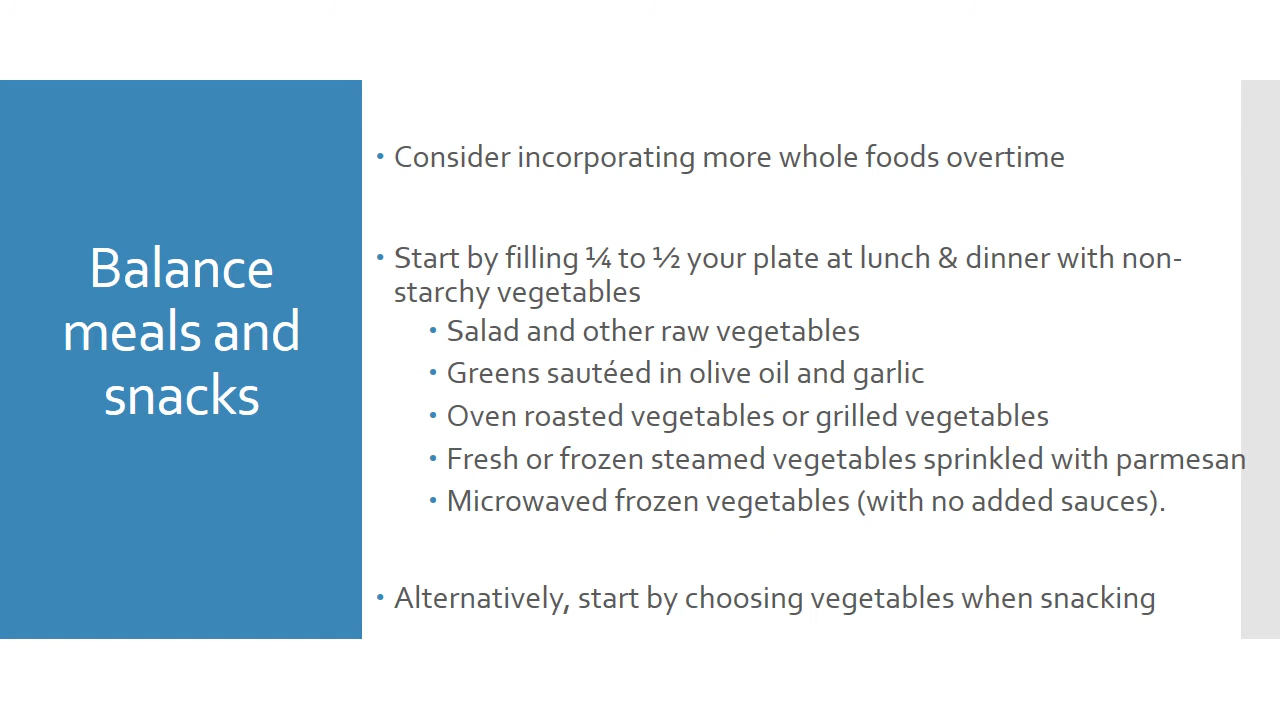 Balance
meals and
snacks
• Consider incorporating more whole foods overtime
• Start by filling ¼ to ½ your plate at lunch & dinner with non-
starchy vegetables
• Salad and other raw vegetables
• Greens sautéed in olive oil and garlic
• Oven roasted vegetables or grilled vegetables
• Fresh or frozen steamed vegetables sprinkled with parmesan
• Microwaved frozen vegetables (with no added sauces).
• Alternatively, start by choosing vegetables when snacking